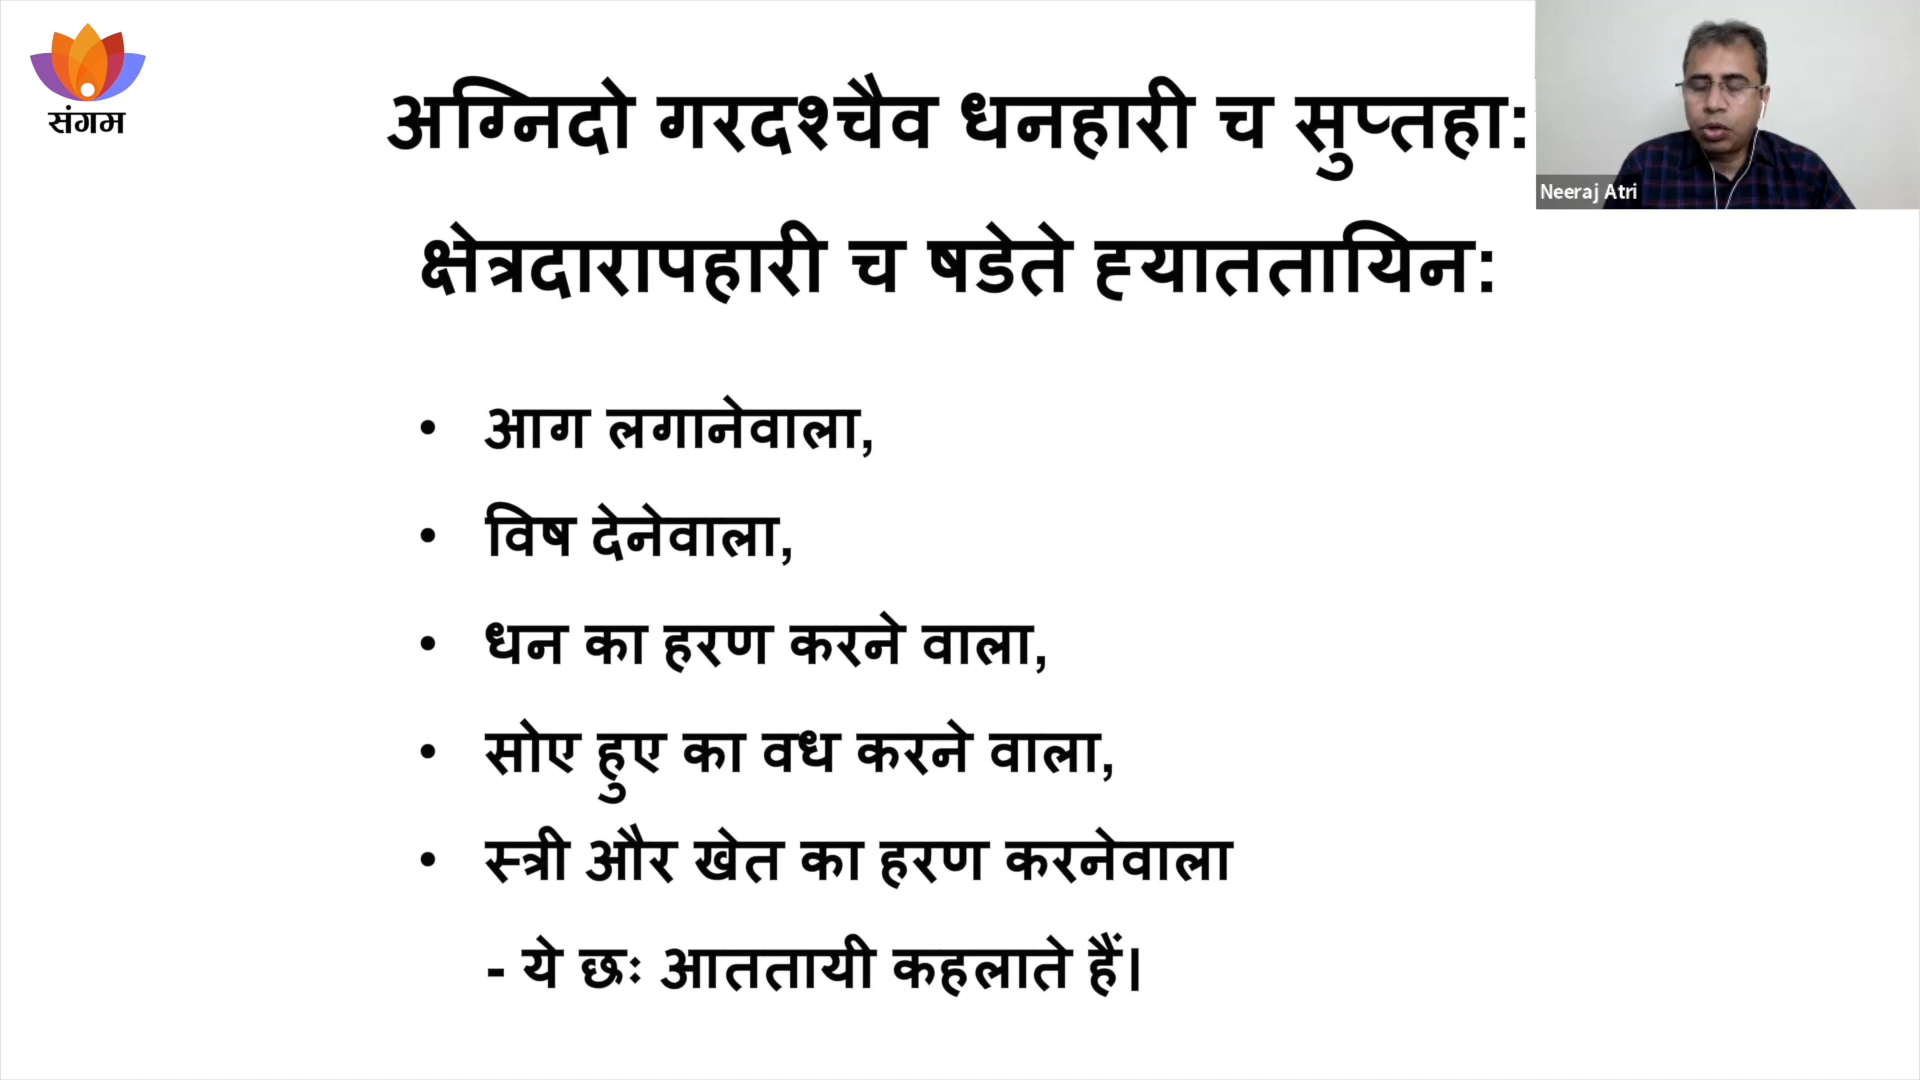 संगम
अग्निदो गरदश्चैव धनहारी च सुप्तहा:
Neeraj Atri
क्षेत्रदारापहारी च षडेते ह्याततायिन:
• आग लगानेवाला,
• विष देनेवाला,
• धन का हरण करने वाला,
• सोए हुए का वध करने वाला,
• स्त्री और खेत का हरण करनेवाला
- ये छः आततायी कहलाते हैं।